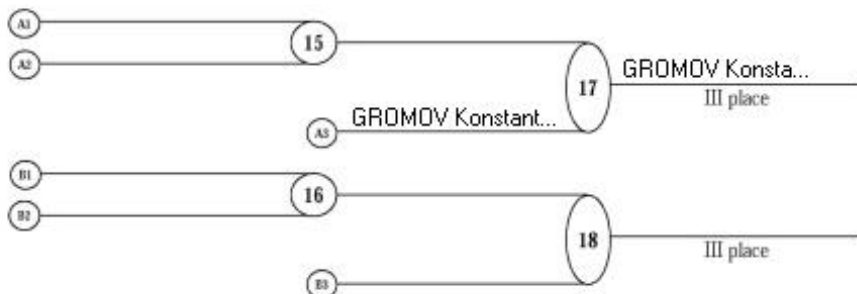 A1
15
A2
GROMOV Konsta...
17
III place
GROMOV Konstant...
A3
B1
16
B2
18
III place
B3